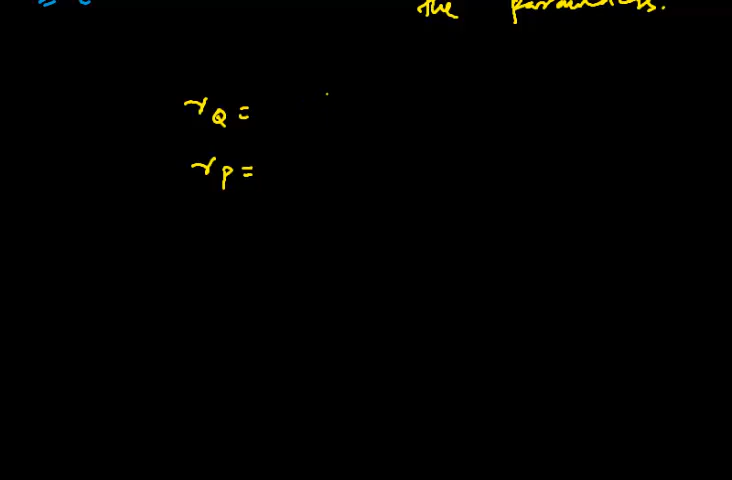 the parameters.
r_Q =
r_P =